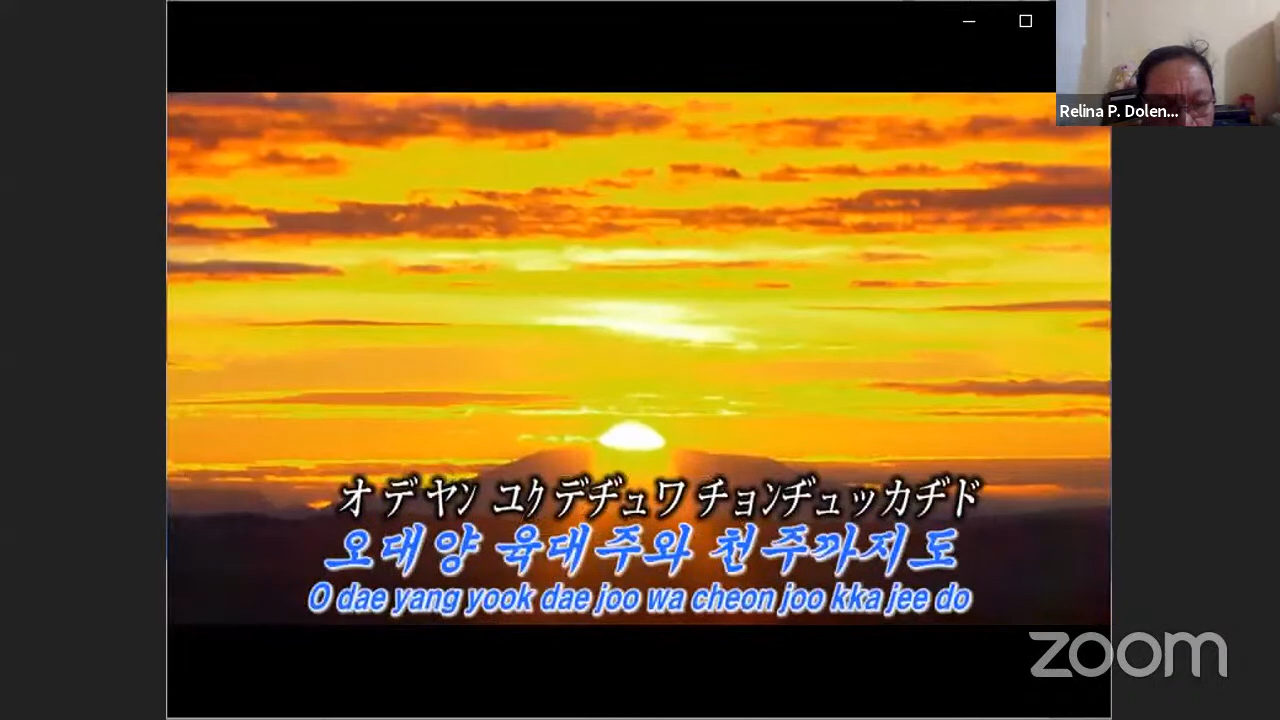 Relina P. Dolen...
オデヤン ユクデヂュワ チョンヂュッカヂド
오대양 육대주와 천주까지도
O dae yang yook dae joo wa cheon joo kka jee do
zoom